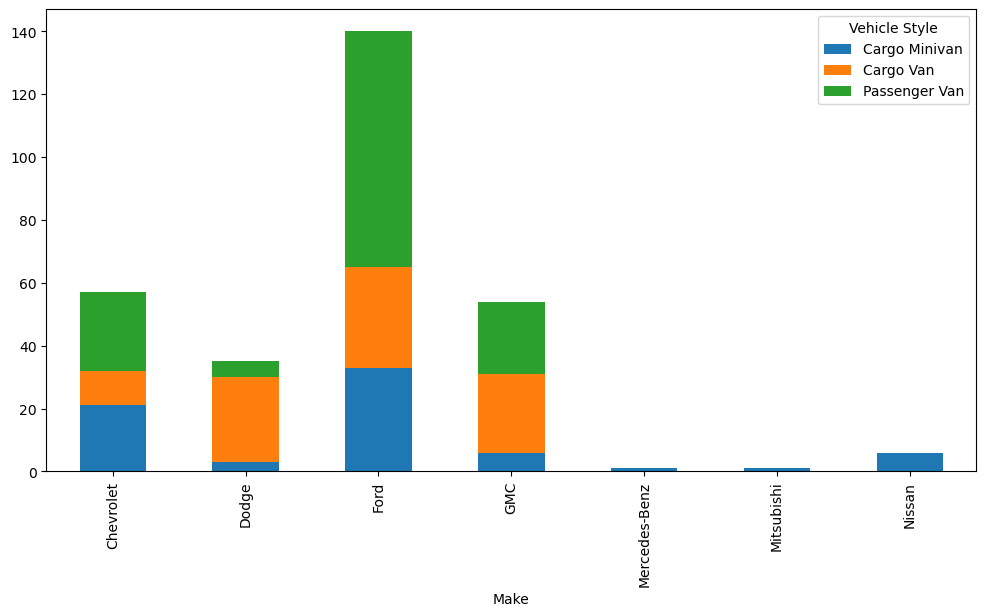 140
120
100
80
60
40
20
0
Vehicle Style
Cargo Minivan
Cargo Van
Passenger Van
Chevrolet
Dodge
Ford
GMC
Mercedes-Benz
Mitsubishi
Nissan
Make